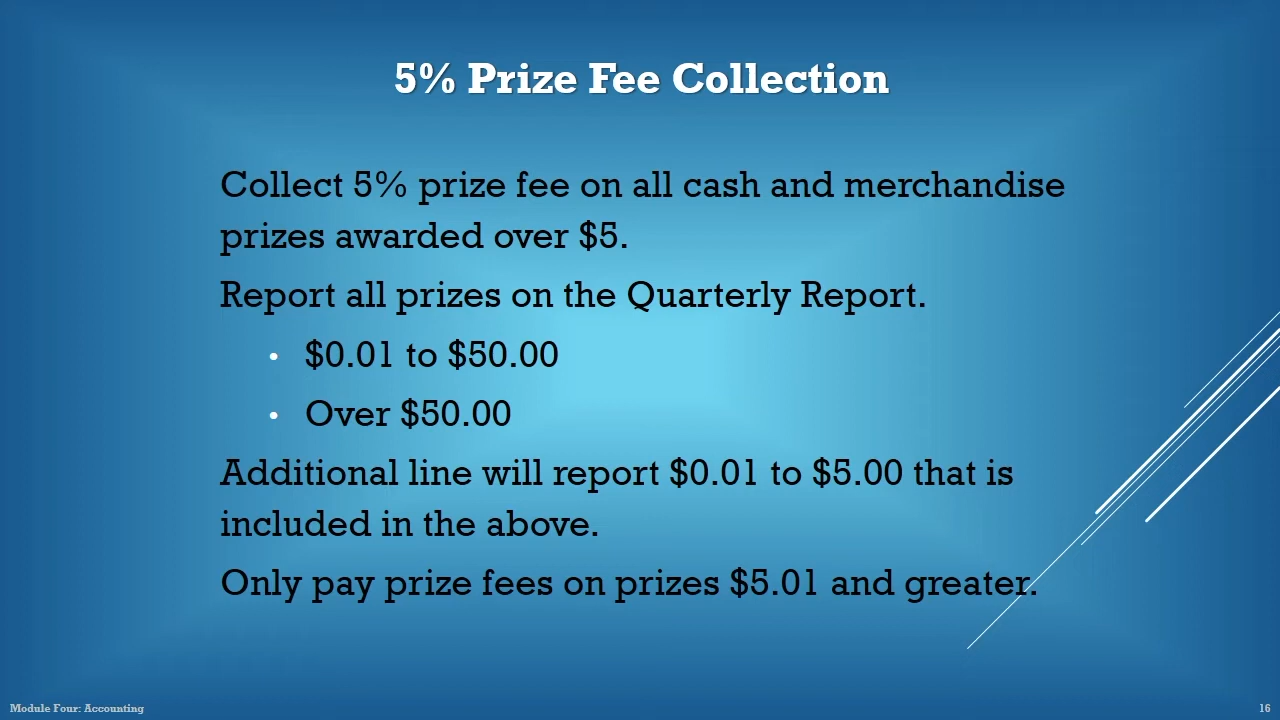 5% Prize Fee Collection
Collect 5% prize fee on all cash and merchandise
prizes awarded over $5.
Report all prizes on the Quarterly Report.
• $0.01 to $50.00
• Over $50.00
Additional line will report $0.01 to $5.00 that is
included in the above.
Only pay prize fees on prizes $5.01 and greater.
Module Four: Accounting
16